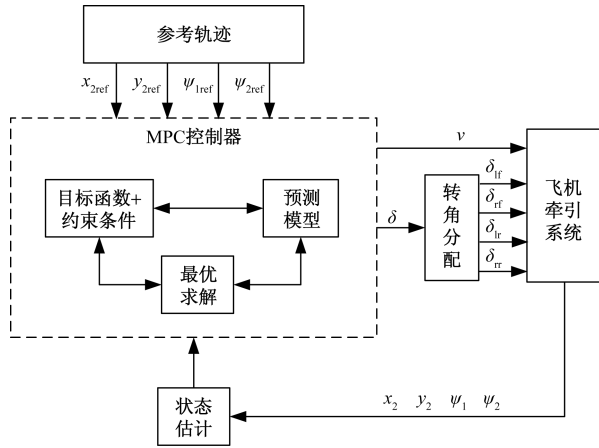 参考轨迹
x₂ref y₂ref ψ₁ref ψ₂ref
MPC控制器
目标函数+
约束条件
预测
模型
最优
求解
v
δ
转角分配
δlf
δrf
δlr
δrr
飞机
牵引
系统
x₂ y₂ ψ₁ ψ₂
状态
估计